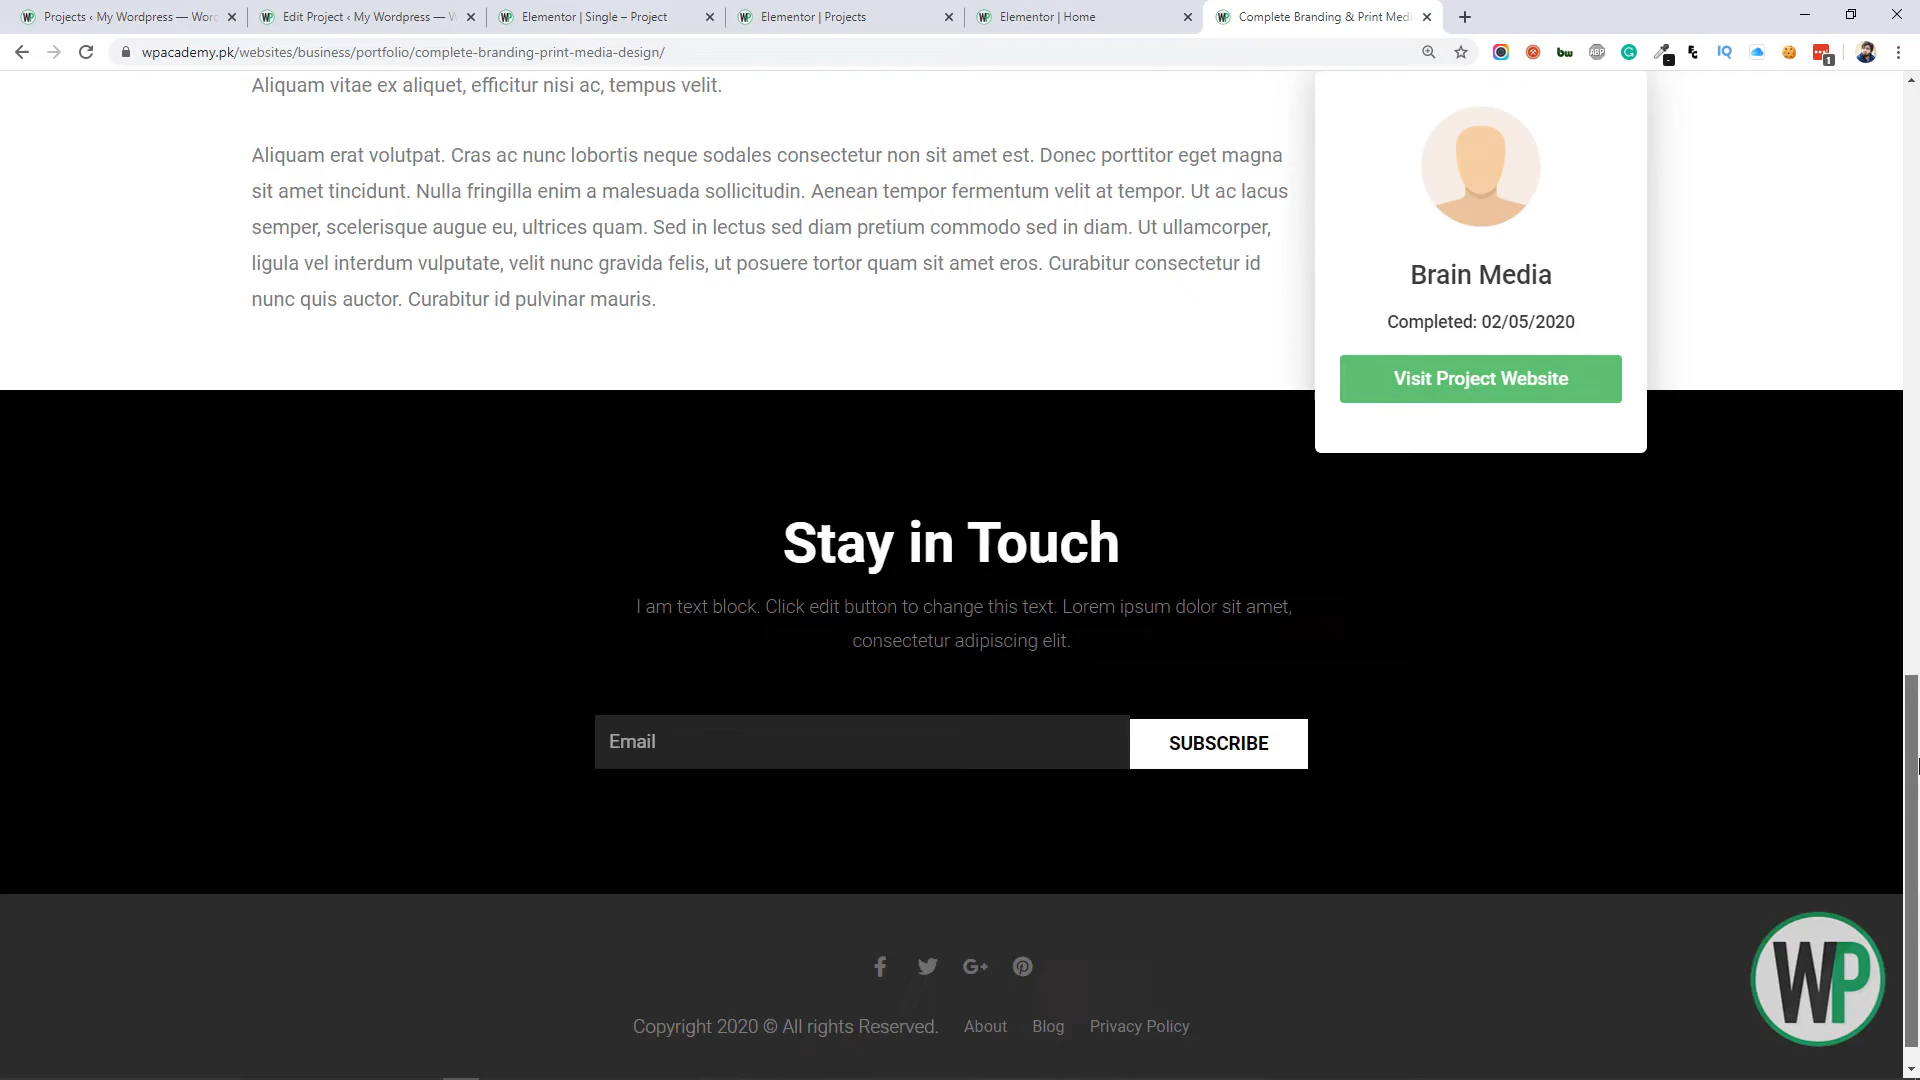 Projects ‹ My Wordpress — Worc
Edit Project ‹ My Wordpress — W
Elementor | Single – Project
Elementor | Projects
Elementor | Home
Complete Branding & Print Medi
wpacademy.pk/websites/business/portfolio/complete-branding-print-media-design/
bw
ABP
IQ
1
Aliquam vitae ex aliquet, efficitur nisi ac, tempus velit.
Aliquam erat volutpat. Cras ac nunc lobortis neque sodales consectetur non sit amet est. Donec porttitor eget magna
sit amet tincidunt. Nulla fringilla enim a malesuada sollicitudin. Aenean tempor fermentum velit at tempor. Ut ac lacus
semper, scelerisque augue eu, ultrices quam. Sed in lectus sed diam pretium commodo sed in diam. Ut ullamcorper,
ligula vel interdum vulputate, velit nunc gravida felis, ut posuere tortor quam sit amet eros. Curabitur consectetur id
nunc quis auctor. Curabitur id pulvinar mauris.
Brain Media
Completed: 02/05/2020
Visit Project Website
Stay in Touch
I am text block. Click edit button to change this text. Lorem ipsum dolor sit amet,
consectetur adipiscing elit.
Email
SUBSCRIBE
Copyright 2020 © All rights Reserved.
About
Blog
Privacy Policy
WP